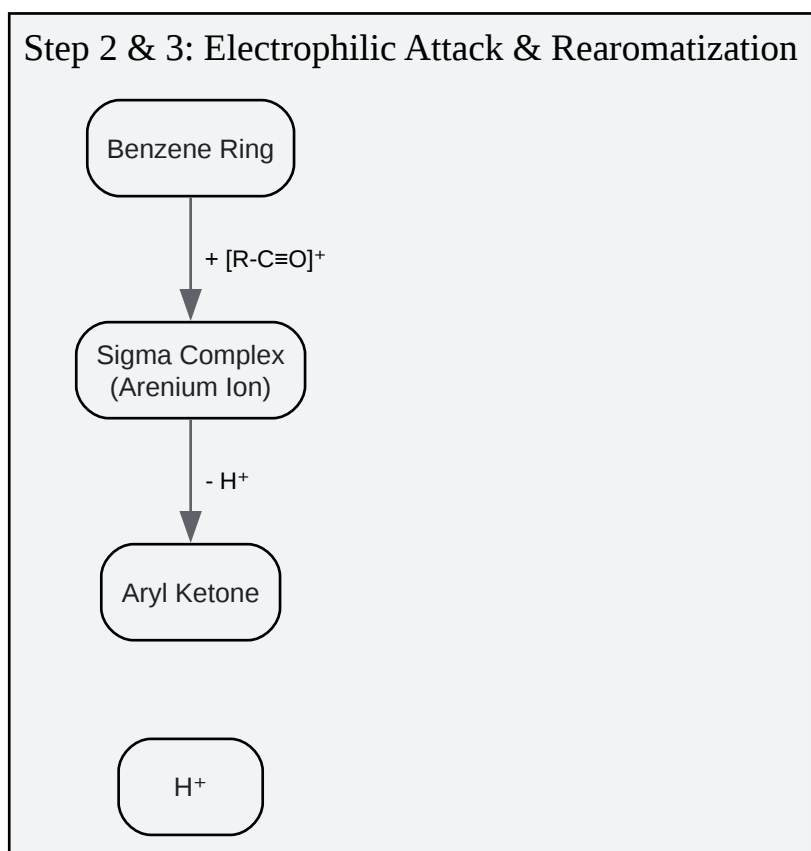 Step 2 & 3: Electrophilic Attack & Rearomatization
Benzene Ring
+ [R-C≡O]⁺
Sigma Complex
(Arenium Ion)
- H⁺
Aryl Ketone
H⁺